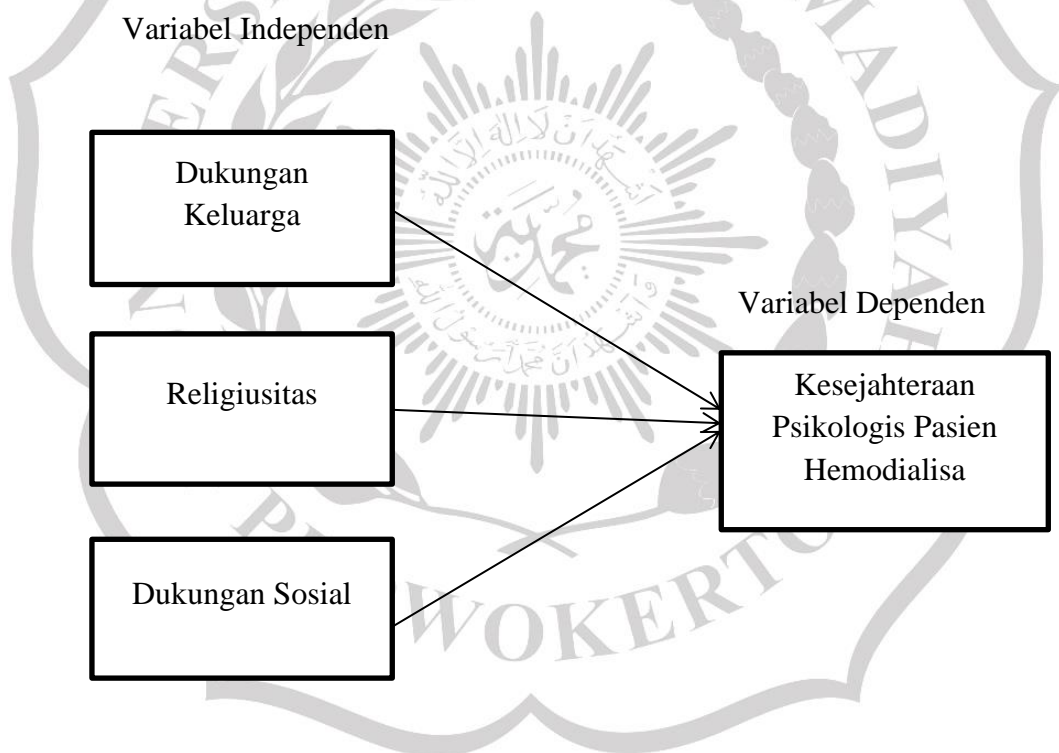 Variabel Independen
Dukungan
Keluarga
Religiusitas
Dukungan Sosial
Variabel Dependen
Kesejahteraan
Psikologis Pasien
Hemodialisa